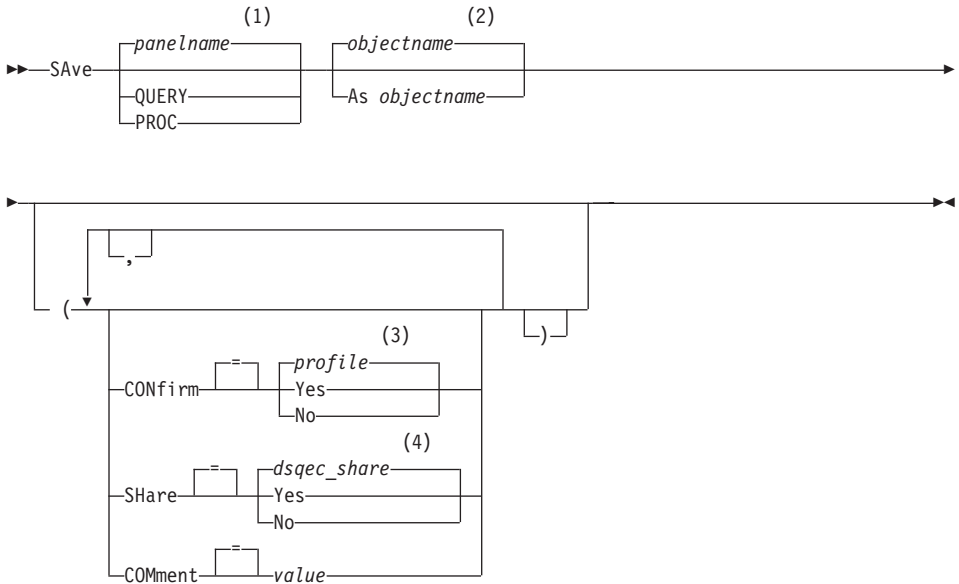 (1) (2)
panelname objectname
SAve
QUERY As objectname
PROC
,
(
(3) )
= profile
CONfirm Yes
No
(4)
= dsqec_share
SHare Yes
No
=
COMment value